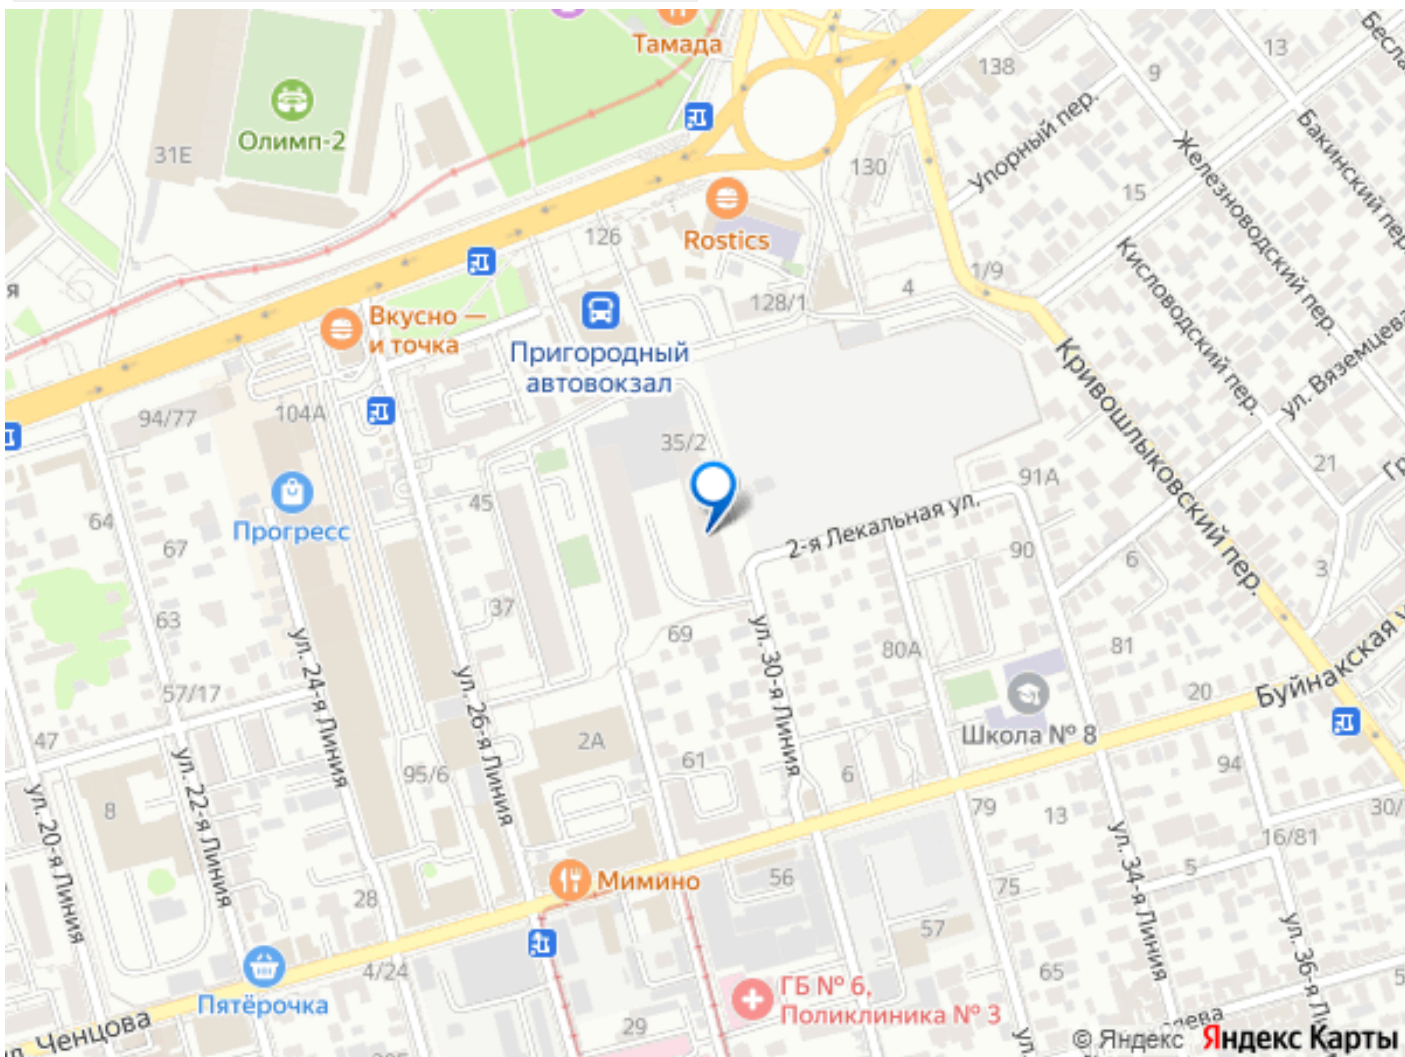 Тамада
138
9
13
Упорный пер.
Железноводский пер.
Бакинский пер.
Олимп-2
31Е
130
15
Rostics
126
Кисловодский пер.
1/9
4
128/1
я
Вкусно —
и точка
Пригородный
автовокзал
ул. Вяземцева
Кривошлыковский пер.
94/77
104А
35/2
91А
21
Прогресс
45
2-я Лекальная ул.
64
67
90
6
3
63
37
69
80А
81
ул. 24-я Линия
ул. 26-я Линия
ул. 30-я Линия
Буйнакская
57/17
20
Школа № 8
47
2А
61
6
95/6
94
ул. 20-я Линия
ул. 22-я Линия
8
79
13
30/
16/81
ул. 34-я Линия
5
Мимино
56
75
28
57
ул. 36-я
4/24
65
Пятёрочка
ГБ № 6,
Поликлиника № 3
29
Ченцова
© Яндекс Яндекс Карты